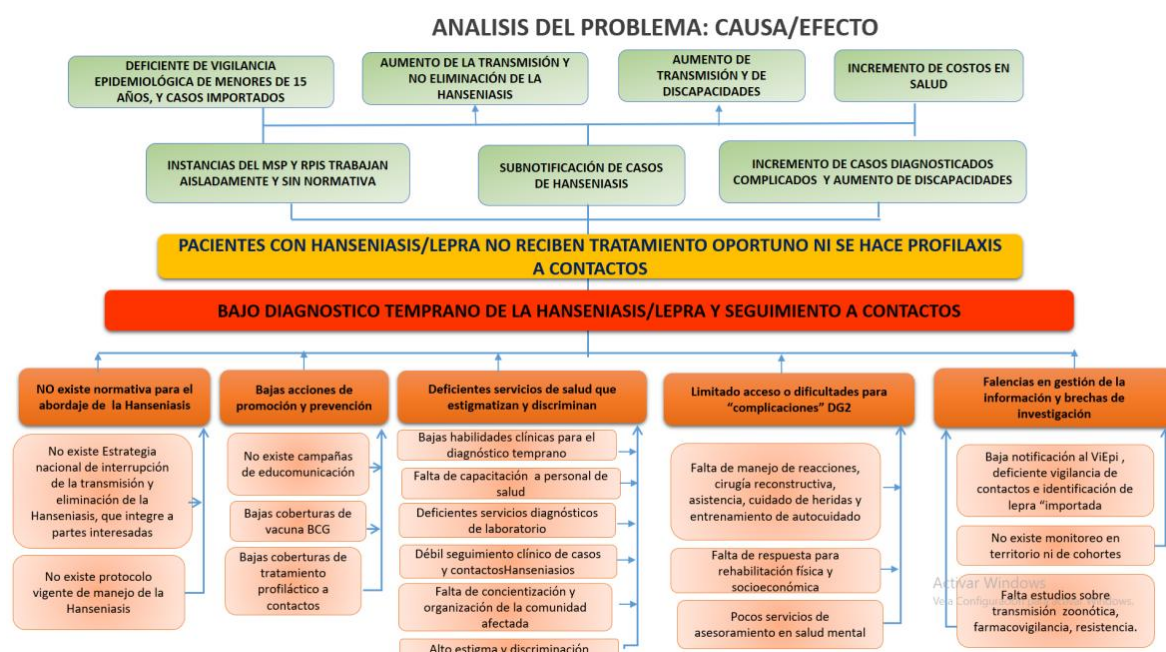 ANALISIS DEL PROBLEMA: CAUSA/EFECTO
DEFICIENTE DE VIGILANCIA
EPIDEMIOLÓGICA DE MENORES DE 15
AÑOS, Y CASOS IMPORTADOS
AUMENTO DE LA TRANSMISIÓN Y
NO ELIMINACIÓN DE LA
HANSENIASIS
AUMENTO DE
TRANSMISIÓN Y DE
DISCAPACIDADES
INCREMENTO DE COSTOS EN
SALUD
INSTANCIAS DEL MSP Y RPIS TRABAJAN
AISLADAMENTE Y SIN NORMATIVA
SUBNOTIFICACIÓN DE CASOS
DE HANSENIASIS
INCREMENTO DE CASOS DIAGNOSTICADOS
COMPLICADOS Y AUMENTO DE DISCAPACIDADES
PACIENTES CON HANSENIASIS/LEPRA NO RECIBEN TRATAMIENTO OPORTUNO NI SE HACE PROFILAXIS
A CONTACTOS
BAJO DIAGNOSTICO TEMPRANO DE LA HANSENIASIS/LEPRA Y SEGUIMIENTO A CONTACTOS
NO existe normativa para el
abordaje de la Hanseniasis
No existe Estrategia
nacional de interrupción
de la transmisión y
eliminación de la
Hanseniasis, que integre a
partes interesadas
No existe protocolo
vigente de manejo de la
Hanseniasis
Bajas acciones de
promoción y prevención
No existe campañas
de educomunicación
Bajas coberturas de
vacuna BCG
Bajas coberturas de
tratamiento
profiláctico a
contactos
Deficientes servicios de salud que
estigmatizan y discriminan
Bajas habilidades clínicas para el
diagnóstico temprano
Falta de capacitación a personal de
salud
Deficientes servicios diagnósticos
de laboratorio
Débil seguimiento clínico de casos
y contactosHanseniasios
Falta de concientización y
organización de la comunidad
afectada
Alto estigma y discriminación
Limitado acceso o dificultades para
"complicaciones" DG2
Falta de manejo de reacciones,
cirugía reconstructiva,
asistencia, cuidado de heridas y
entrenamiento de autocuidado
Falta de respuesta para
rehabilitación física y
socioeconómica
Pocos servicios de
asesoramiento en salud mental
Falencias en gestión de la
información y brechas de
investigación
Baja notificación al ViEpi ,
deficiente vigilancia de
contactos e identificación de
lepra "importada
No existe monitoreo en
territorio ni de cohortes
Falta estudios sobre
transmisión zoonótica,
farmacovigilancia, resistencia.
Activar Windows